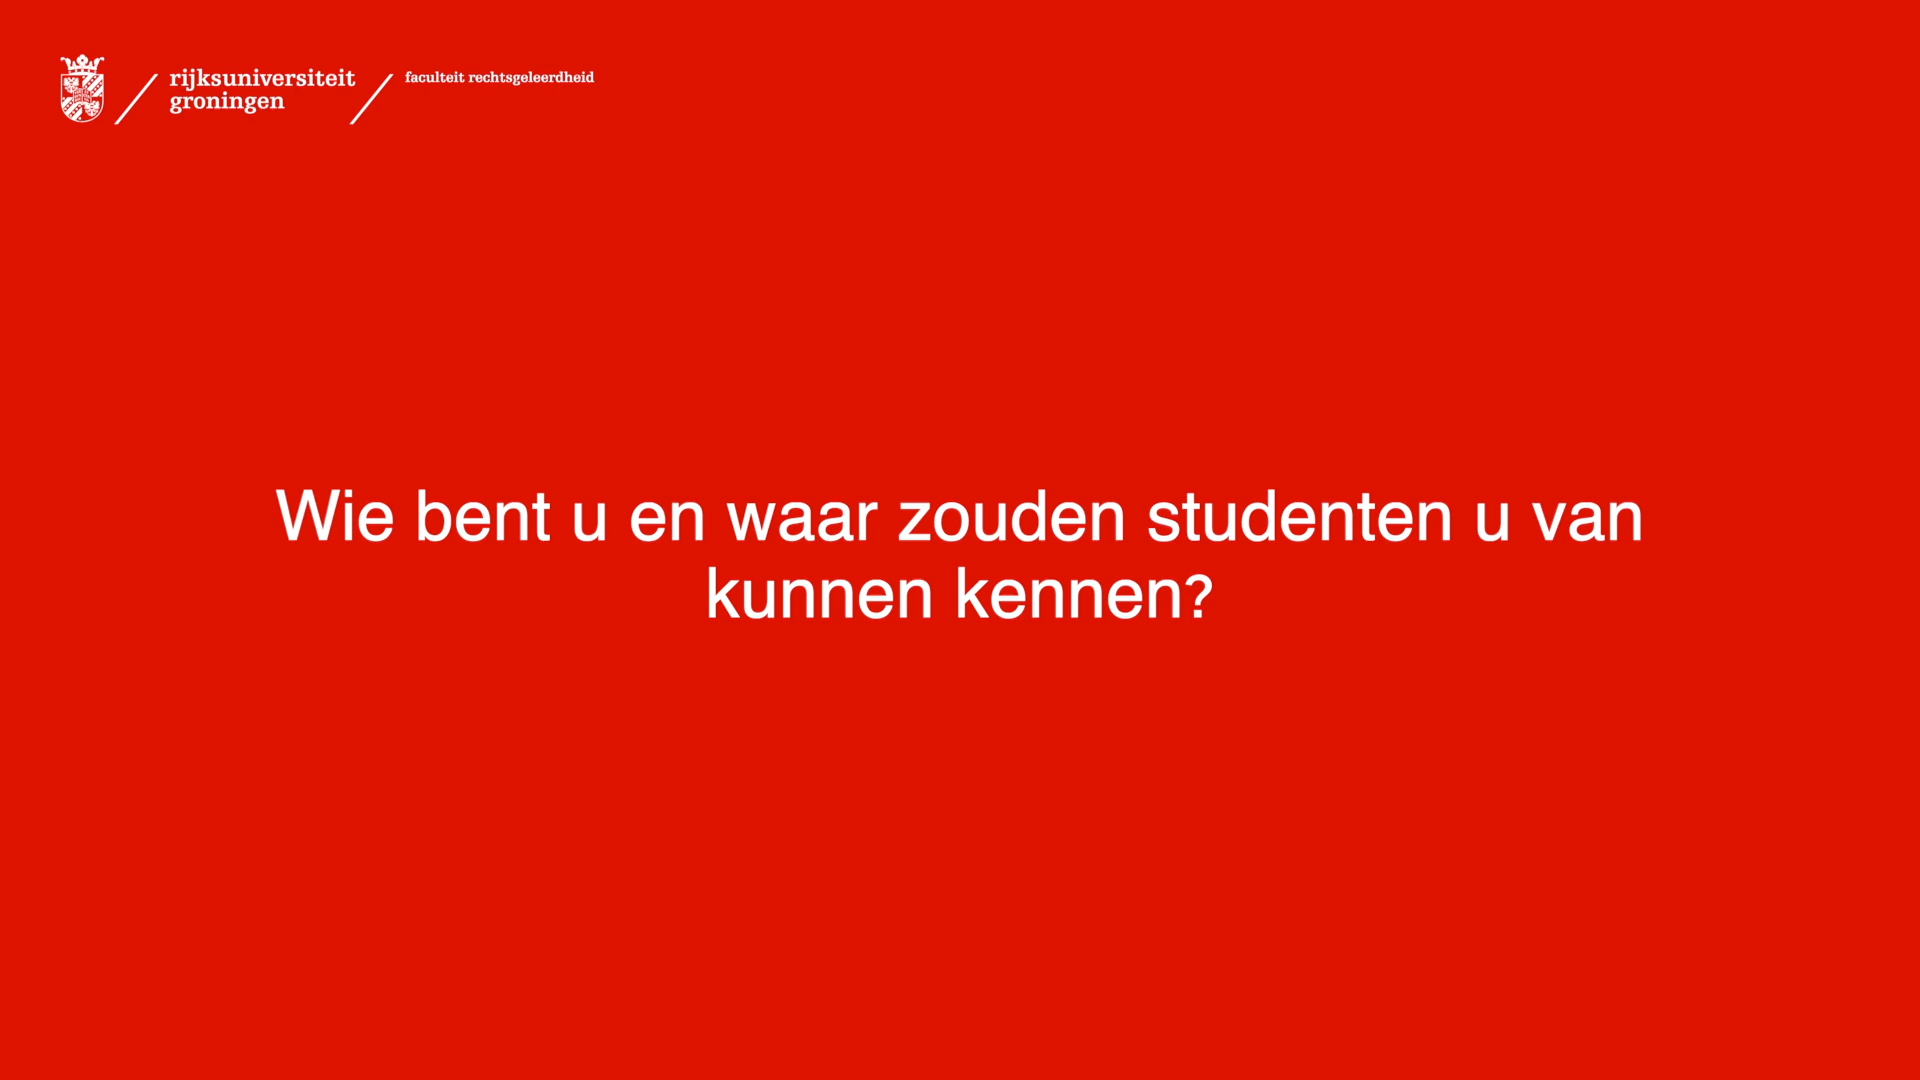 rijksuniversiteit
groningen
faculteit rechtsgeleerdheid
Wie bent u en waar zouden studenten u van
kunnen kennen?